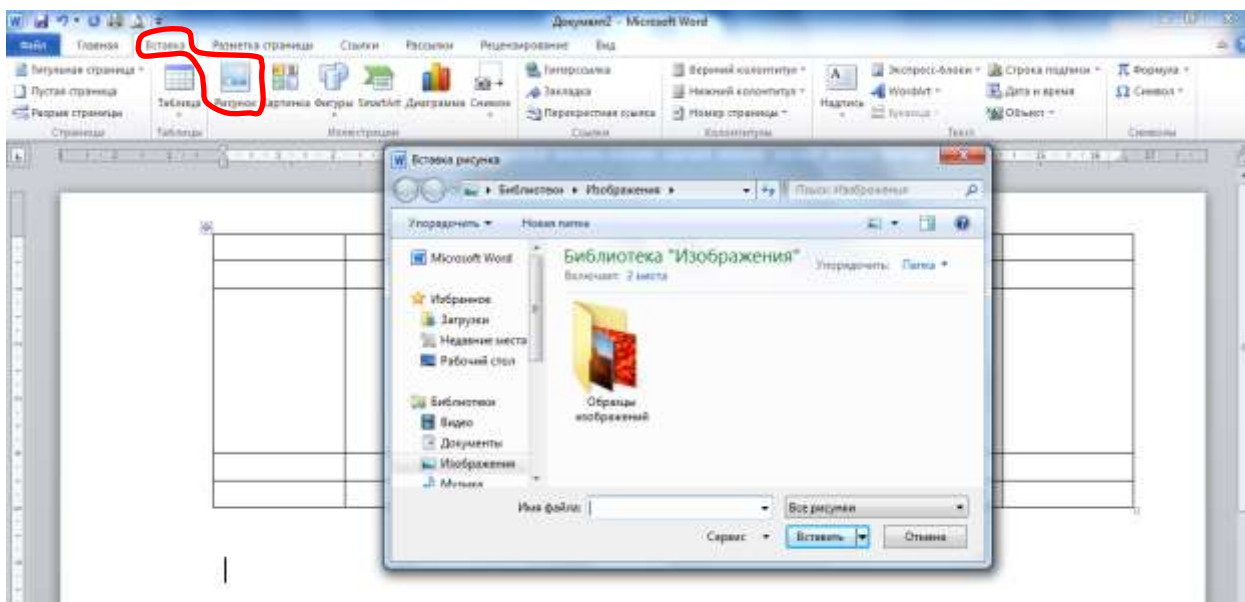 Документ2 - Microsoft Word
Файл Главная Вставка Разметка страницы Ссылки Рассылки Рецензирование Вид
Титульная страница
Пустая страница
Разрыв страницы
Страницы
Таблица
Таблицы
Рисунок Картинка Фигуры SmartArt Диаграмма Снимок
Иллюстрации
Гиперссылка
Закладка
Перекрестная ссылка
Ссылки
Верхний колонтитул
Нижний колонтитул
Номер страницы
Колонтитулы
Надпись
Экспресс-блоки
WordArt
Буквица
Строка подписи
Дата и время
Объект
Текст
Формула
Символ
Символы
Вставка рисунка
Библиотеки Изображения
Поиск: Изображения
Упорядочить Новая папка
Microsoft Word
Избранное
Загрузки
Недавние места
Рабочий стол
Библиотеки
Видео
Документы
Изображения
Музыка
Библиотека "Изображения"
Включает: 2 места
Упорядочить: Папка
Образцы
изображений
Имя файла:
Все рисунки
Сервис Вставить Отмена